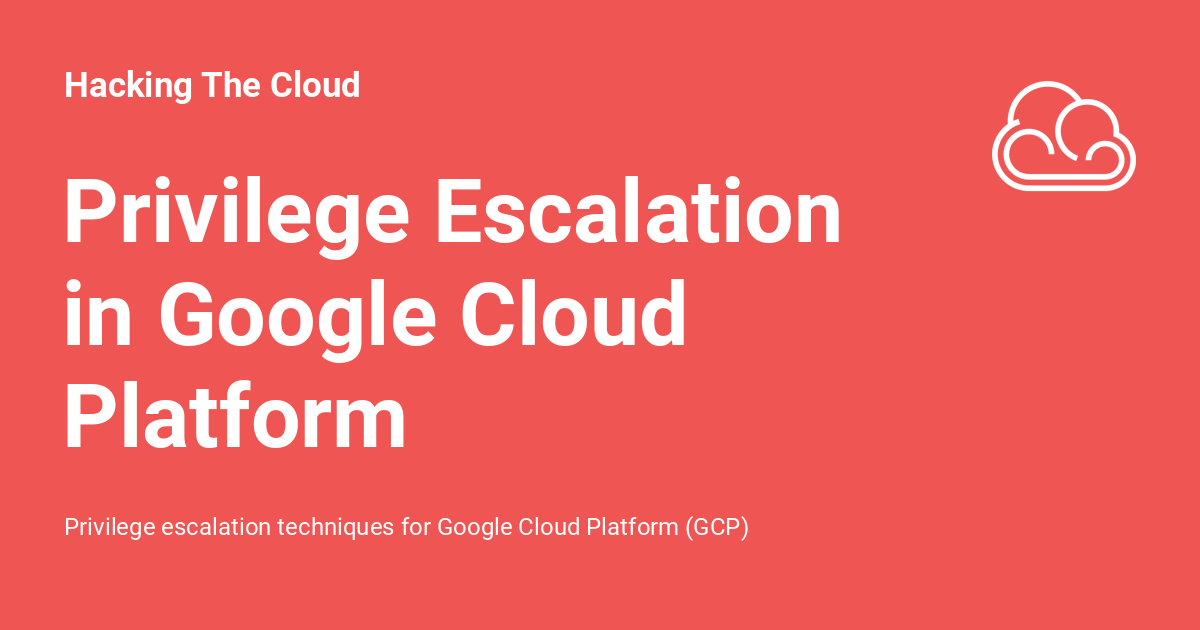 Hacking The Cloud
Privilege Escalation
in Google Cloud
Platform
Privilege escalation techniques for Google Cloud Platform (GCP)